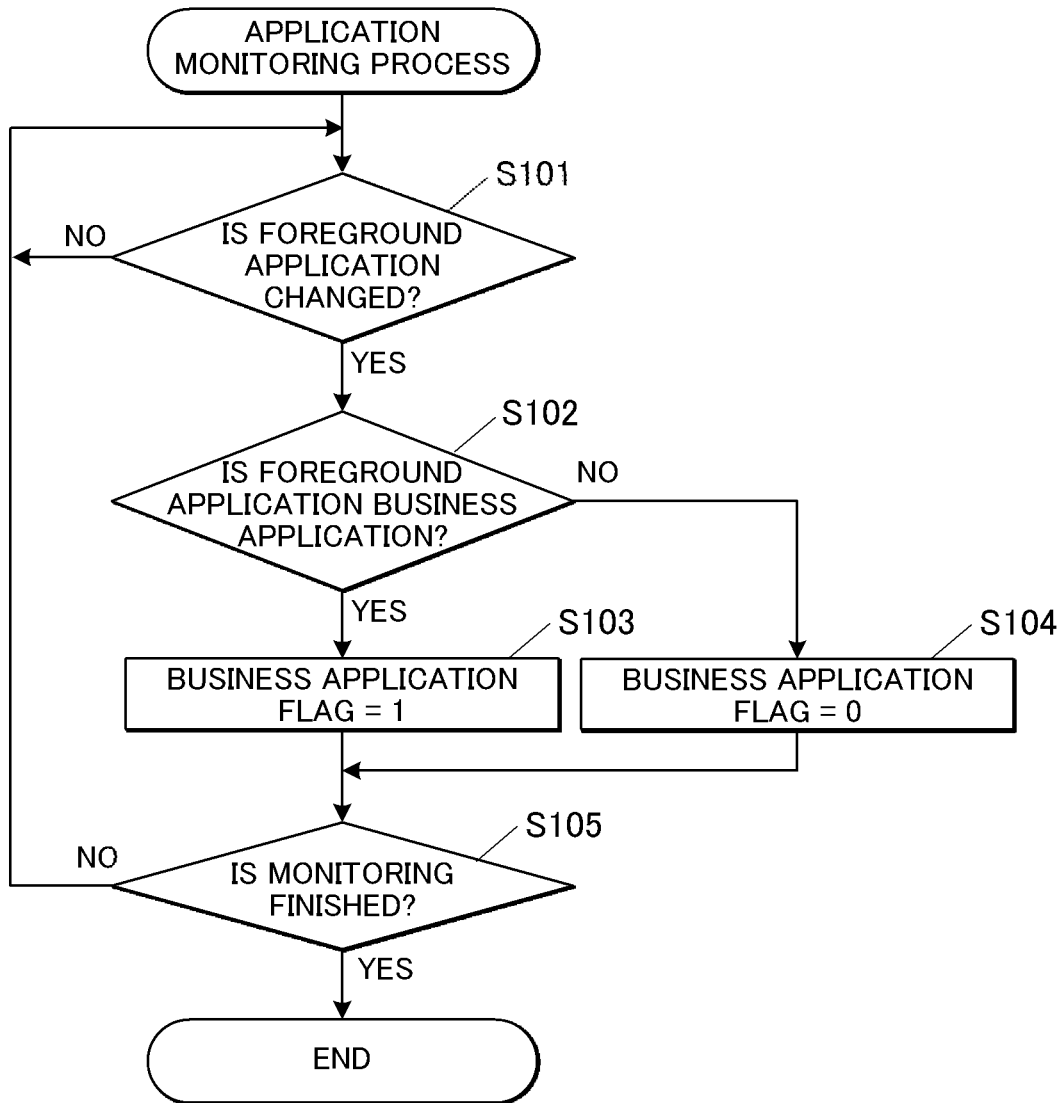 APPLICATION
MONITORING PROCESS
S101
NO
IS FOREGROUND
APPLICATION
CHANGED?
YES
S102
IS FOREGROUND
APPLICATION BUSINESS
APPLICATION?
NO
YES
S103
S104
BUSINESS APPLICATION
FLAG = 1
BUSINESS APPLICATION
FLAG = 0
S105
NO
IS MONITORING
FINISHED?
YES
END